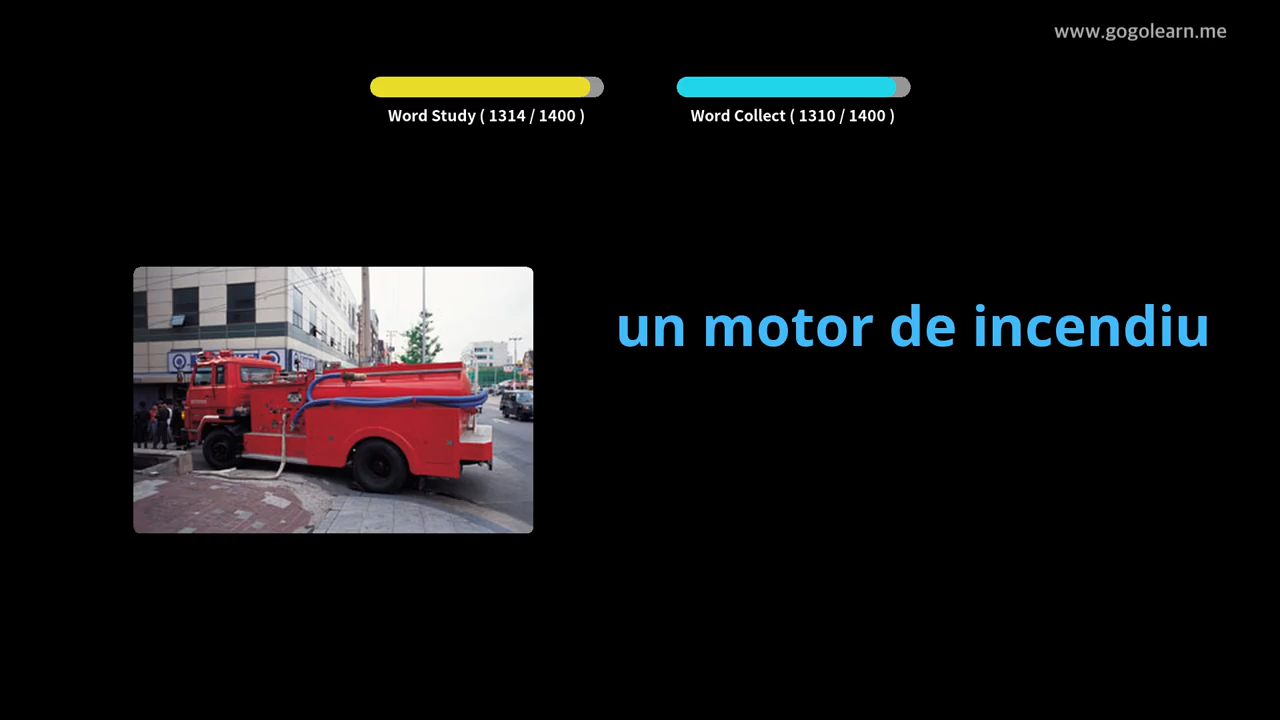 www.gogolearn.me
Word Study ( 1314 / 1400 )
Word Collect ( 1310 / 1400 )
un motor de incendiu